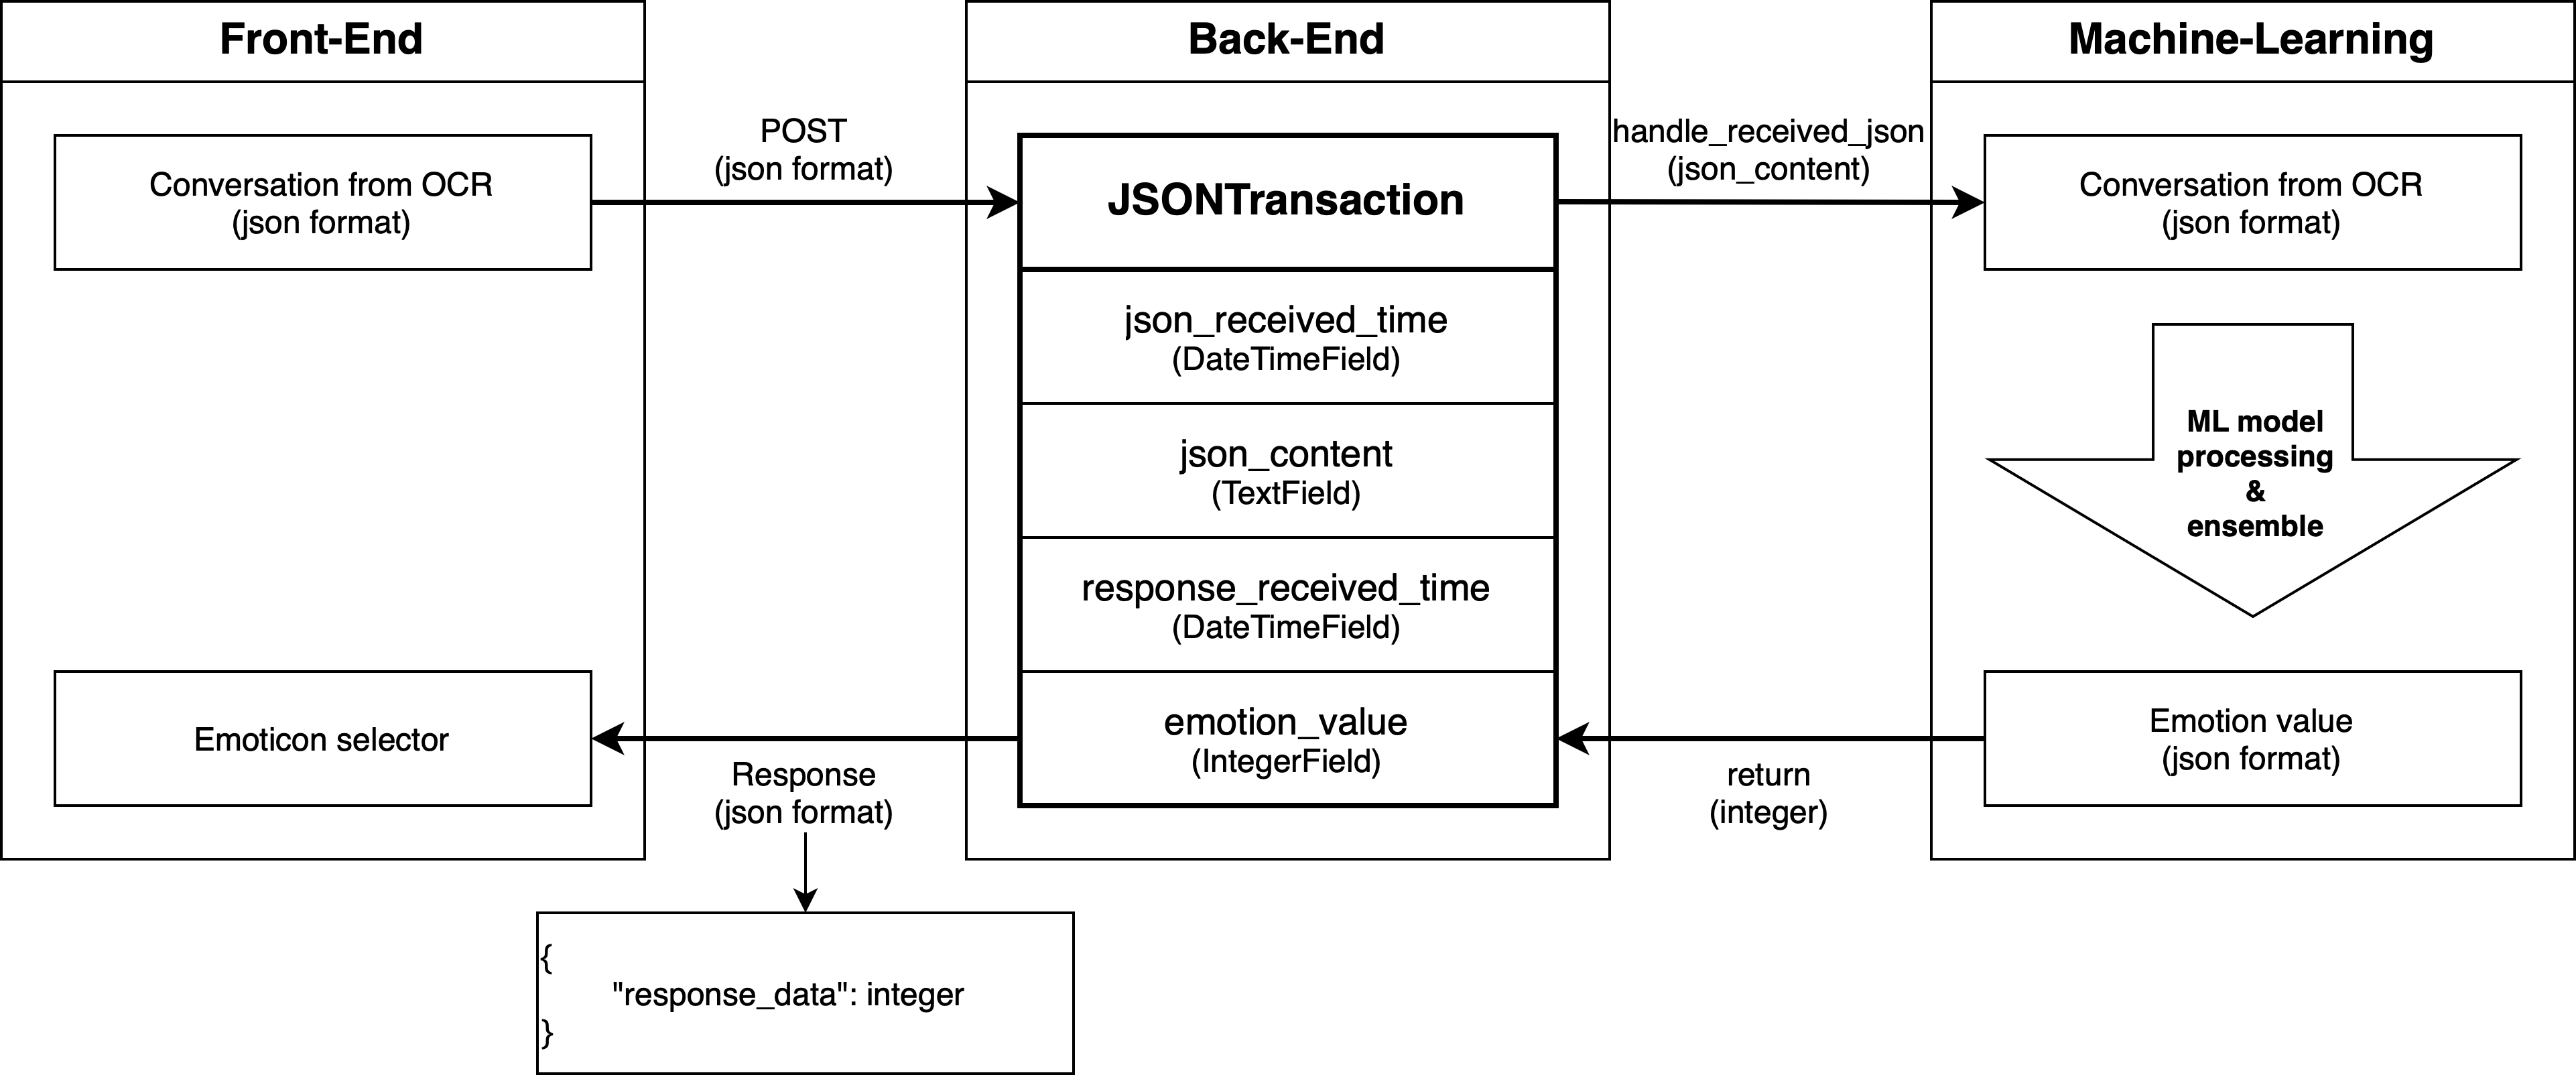 Front-End
Conversation from OCR
(json format)
Emoticon selector
POST
(json format)
Response
(json format)
{
"response_data": integer
}
Back-End
JSONTransaction
json_received_time
(DateTimeField)
json_content
(TextField)
response_received_time
(DateTimeField)
emotion_value
(IntegerField)
handle_received_json
(json_content)
return
(integer)
Machine-Learning
Conversation from OCR
(json format)
ML model
processing
&
ensemble
Emotion value
(json format)